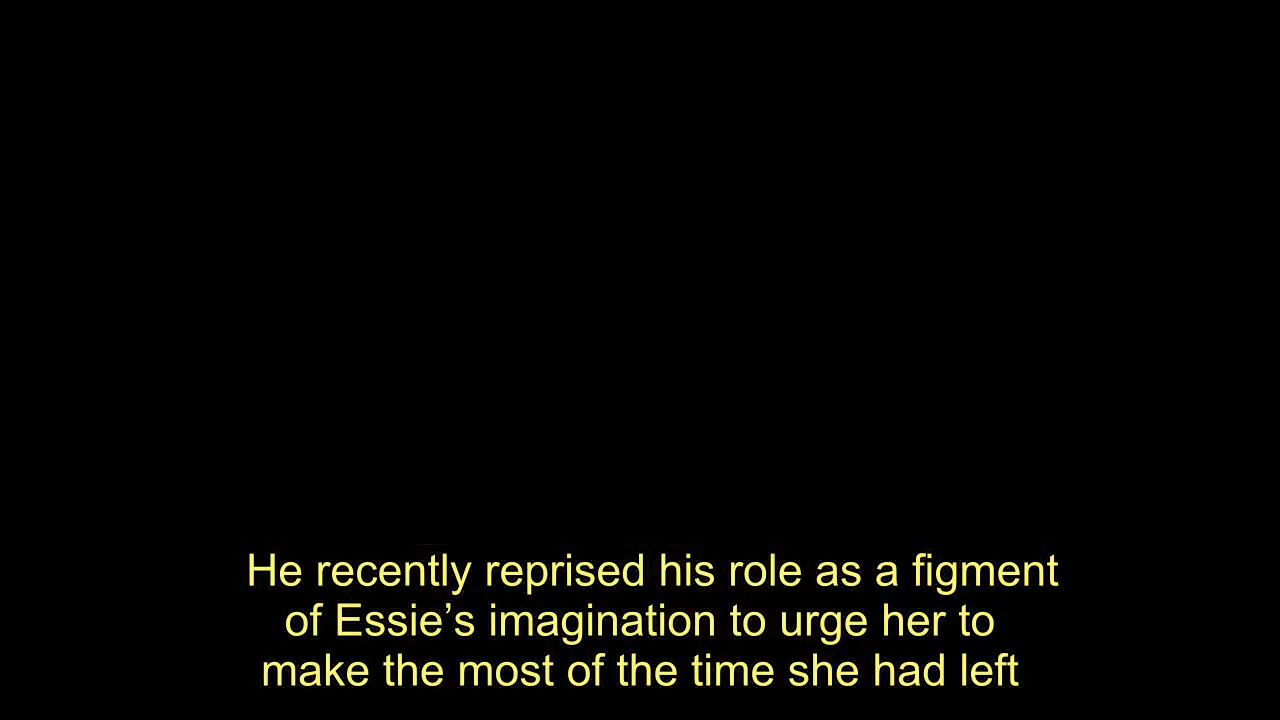 He recently reprised his role as a figment
of Essie’s imagination to urge her to
make the most of the time she had left